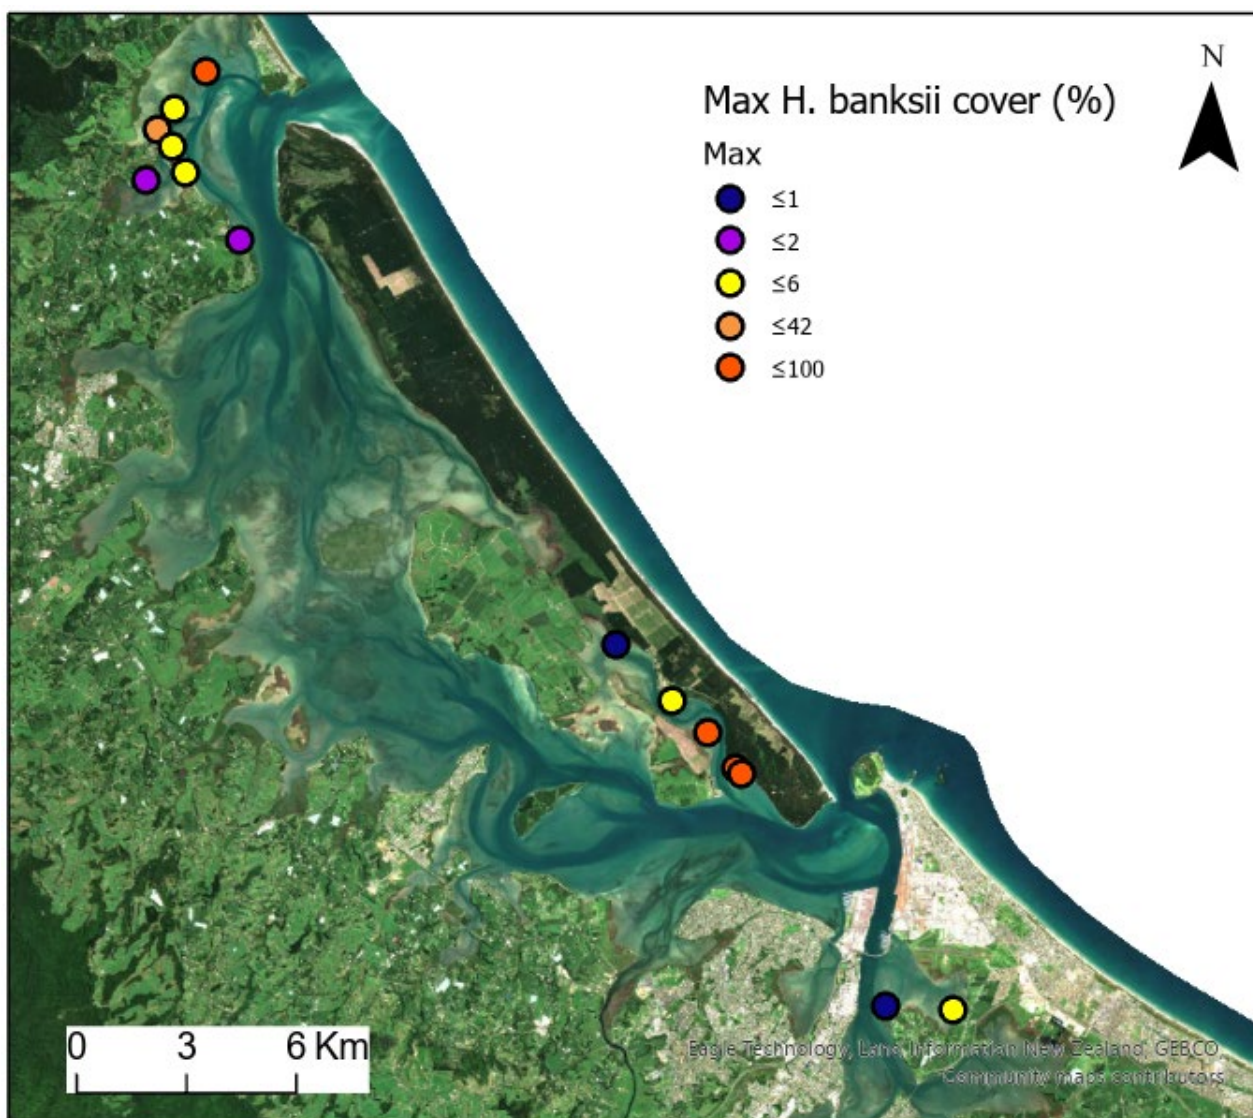 N
Max H. banksii cover (%)
Max
≤1
≤2
≤6
≤42
≤100
0 3 6 Km
Eagle Technology, Land Information New Zealand, GEBCO,
Community maps contributors